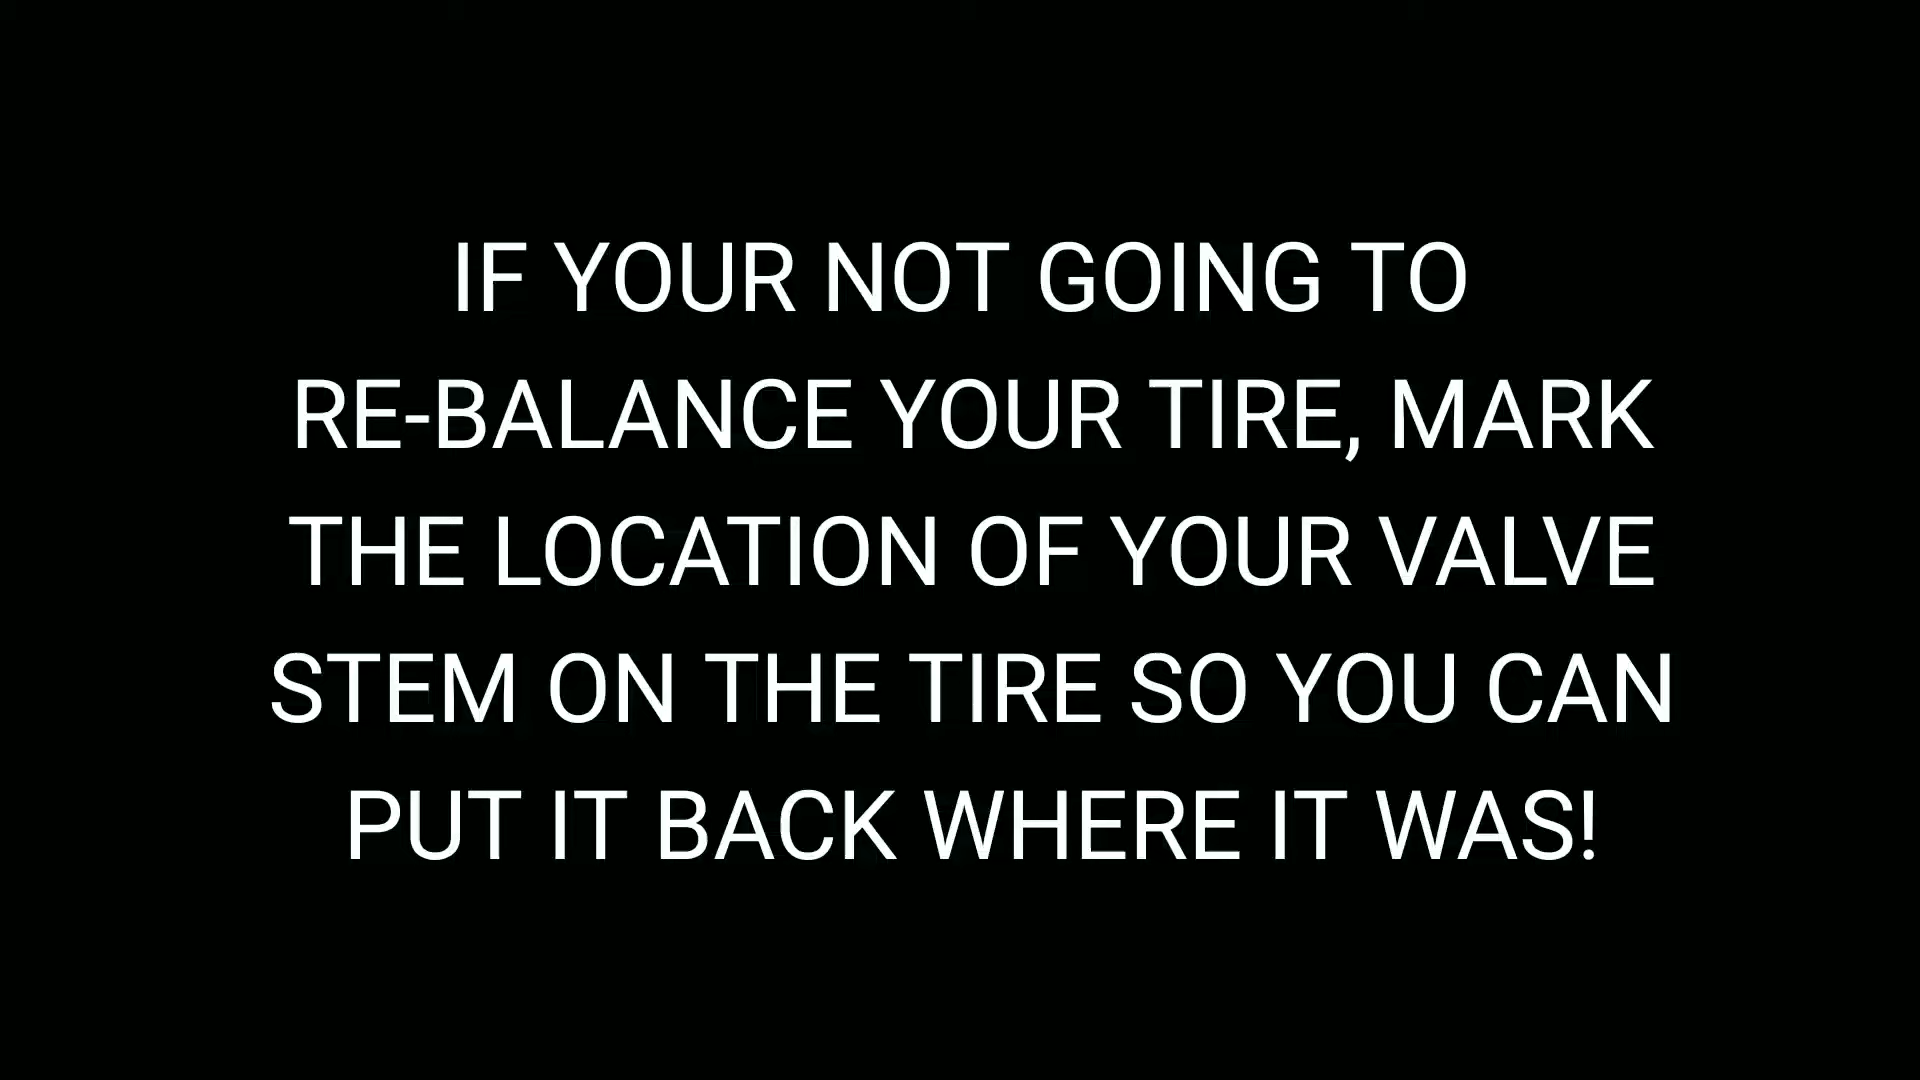 IF YOUR NOT GOING TO
RE-BALANCE YOUR TIRE, MARK
THE LOCATION OF YOUR VALVE
STEM ON THE TIRE SO YOU CAN
PUT IT BACK WHERE IT WAS!